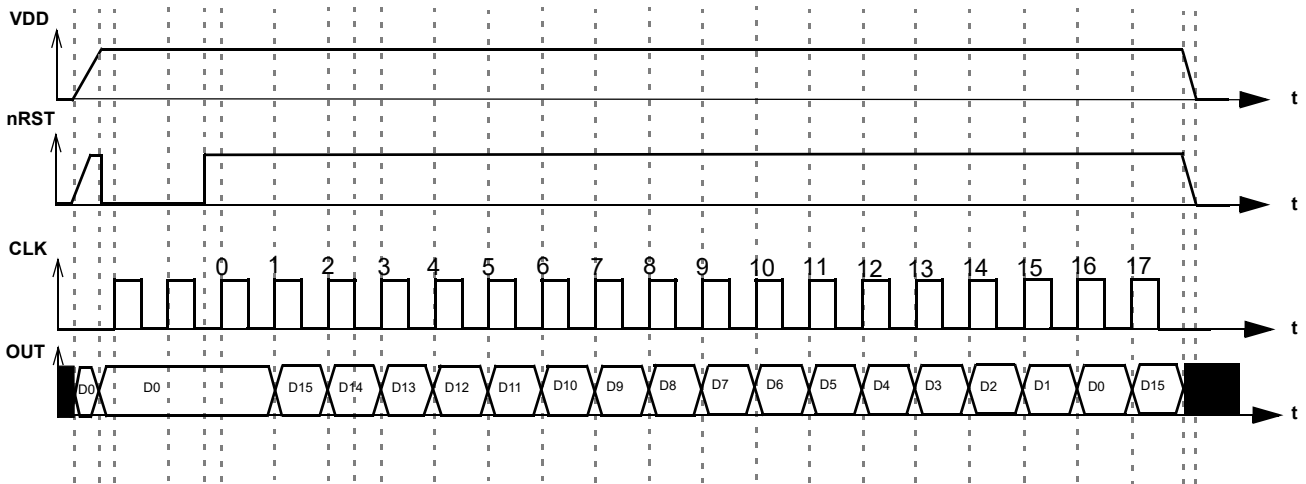 VDD
t
nRST
t
CLK
0 1 2 3 4 5 6 7 8 9 10 11 12 13 14 15 16 17
t
OUT
D0 D0 D15 D14 D13 D12 D11 D10 D9 D8 D7 D6 D5 D4 D3 D2 D1 D0 D15
t